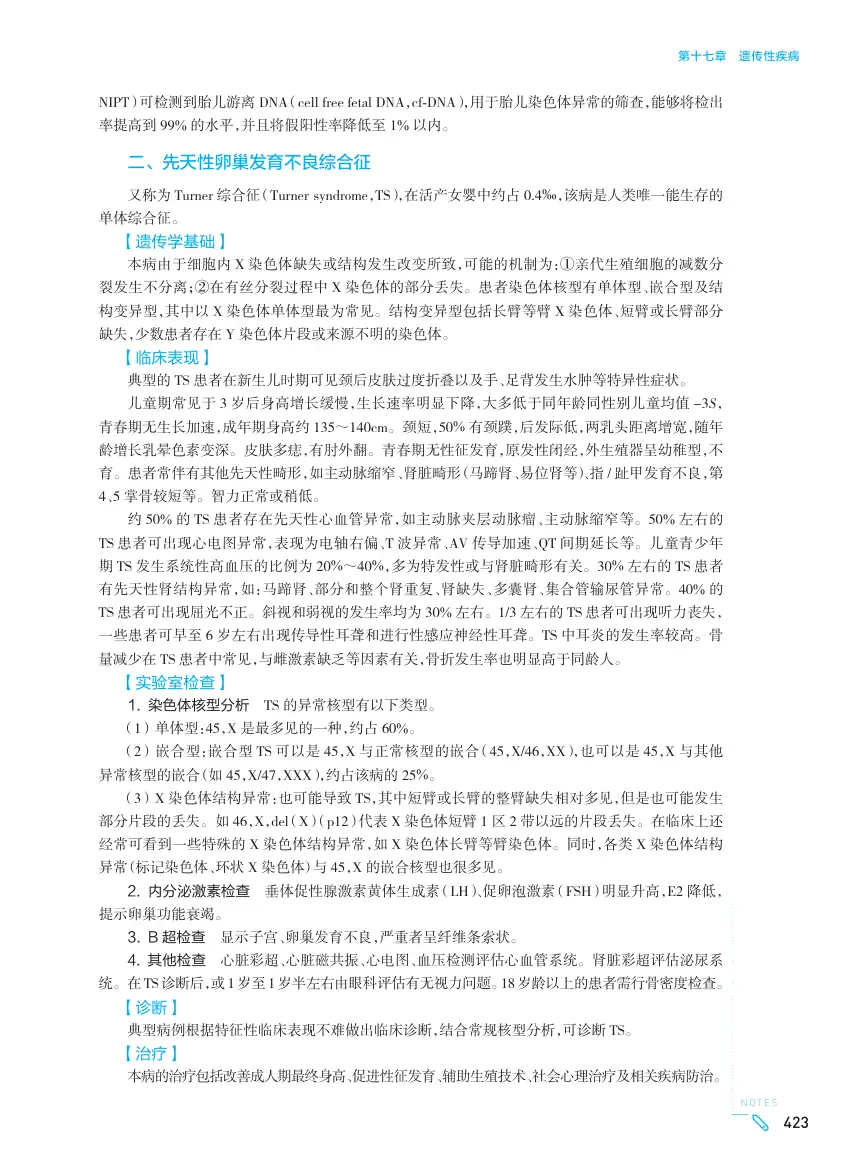 第十七章 遗传性疾病
NIPT）可检测到胎儿游离 DNA（cell free fetal DNA，cf-DNA），用于胎儿染色体异常的筛查，能够将检出
率提高到 99% 的水平，并且将假阳性率降低至 1% 以内。
二、先天性卵巢发育不良综合征
又称为 Turner 综合征（Turner syndrome，TS），在活产女婴中约占 0.4‰，该病是人类唯一能生存的
单体综合征。
【遗传学基础】
本病由于细胞内 X 染色体缺失或结构发生改变所致，可能的机制为：①亲代生殖细胞的减数分
裂发生不分离；②在有丝分裂过程中 X 染色体的部分丢失。患者染色体核型有单体型、嵌合型及结
构变异型，其中以 X 染色体单体型最为常见。结构变异型包括长臂等臂 X 染色体、短臂或长臂部分
缺失，少数患者存在 Y 染色体片段或来源不明的染色体。
【临床表现】
典型的 TS 患者在新生儿时期可见颈后皮肤过度折叠以及手、足背发生水肿等特异性症状。
儿童期常见于 3 岁后身高增长缓慢，生长速率明显下降，大多低于同年龄同性别儿童均值 –3S，
青春期无生长加速，成年期身高约 135～140cm。颈短，50% 有颈蹼，后发际低，两乳头距离增宽，随年
龄增长乳晕色素变深。皮肤多痣，有肘外翻。青春期无性征发育，原发性闭经，外生殖器呈幼稚型，不
育。患者常伴有其他先天性畸形，如主动脉缩窄、肾脏畸形（马蹄肾、易位肾等）、指 / 趾甲发育不良，第
4、5 掌骨较短等。智力正常或稍低。
约 50% 的 TS 患者存在先天性心血管异常，如主动脉夹层动脉瘤、主动脉缩窄等。50% 左右的
TS 患者可出现心电图异常，表现为电轴右偏、T 波异常、AV 传导加速、QT 间期延长等。儿童青少年
期 TS 发生系统性高血压的比例为 20%～40%，多为特发性或与肾脏畸形有关。30% 左右的 TS 患者
有先天性肾结构异常，如：马蹄肾、部分和整个肾重复、肾缺失、多囊肾、集合管输尿管异常。40% 的
TS 患者可出现屈光不正。斜视和弱视的发生率均为 30% 左右。1/3 左右的 TS 患者可出现听力丧失，
一些患者可早至 6 岁左右出现传导性耳聋和进行性感应神经性耳聋。TS 中耳炎的发生率较高。骨
量减少在 TS 患者中常见，与雌激素缺乏等因素有关，骨折发生率也明显高于同龄人。
【实验室检查】
1. 染色体核型分析 TS 的异常核型有以下类型。
（1）单体型：45，X 是最多见的一种，约占 60%。
（2）嵌合型：嵌合型 TS 可以是 45，X 与正常核型的嵌合（45，X/46，XX），也可以是 45，X 与其他
异常核型的嵌合（如 45，X/47，XXX），约占该病的 25%。
（3）X 染色体结构异常：也可能导致 TS，其中短臂或长臂的整臂缺失相对多见，但是也可能发生
部分片段的丢失。如 46，X，del（X）（p12）代表 X 染色体短臂 1 区 2 带以远的片段丢失。在临床上还
经常可看到一些特殊的 X 染色体结构异常，如 X 染色体长臂等臂染色体。同时，各类 X 染色体结构
异常（标记染色体、环状 X 染色体）与 45，X 的嵌合核型也很多见。
2. 内分泌激素检查 垂体促性腺激素黄体生成素（LH）、促卵泡激素（FSH）明显升高，E2 降低，
提示卵巢功能衰竭。
3. B 超检查 显示子宫、卵巢发育不良，严重者呈纤维条索状。
4. 其他检查 心脏彩超、心脏磁共振、心电图、血压检测评估心血管系统。肾脏彩超评估泌尿系
统。在 TS 诊断后，或 1 岁至 1 岁半左右由眼科评估有无视力问题。18 岁龄以上的患者需行骨密度检查。
【诊断】
典型病例根据特征性临床表现不难做出临床诊断，结合常规核型分析，可诊断 TS。
【治疗】
本病的治疗包括改善成人期最终身高、促进性征发育、辅助生殖技术、社会心理治疗及相关疾病防治。
NOTES
423